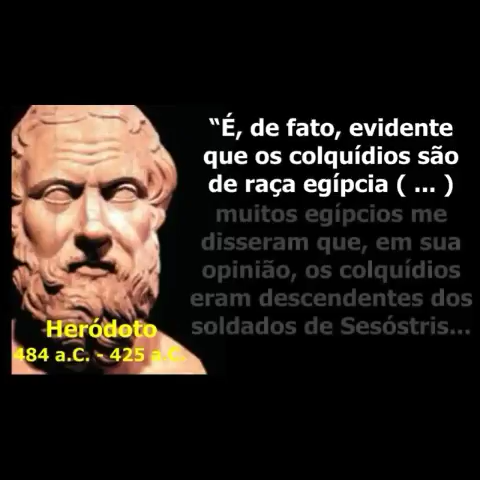 “É, de fato, evidente
que os colquídios são
de raça egípcia ( ... )
muitos egípcios me
disseram que, em sua
opinião, os colquídios
eram descendentes dos
soldados de Sesóstris...
Heródoto
484 a.C. - 425 a.C.